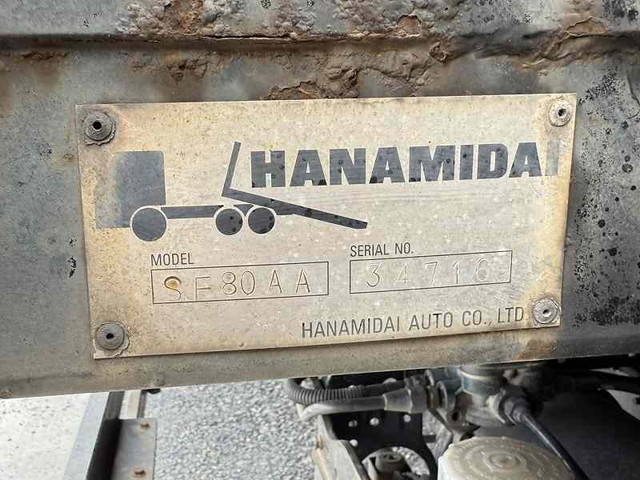 HANAMIDAI
MODEL SERIAL NO.
SF80AA 34716
HANAMIDAI AUTO CO., LTD